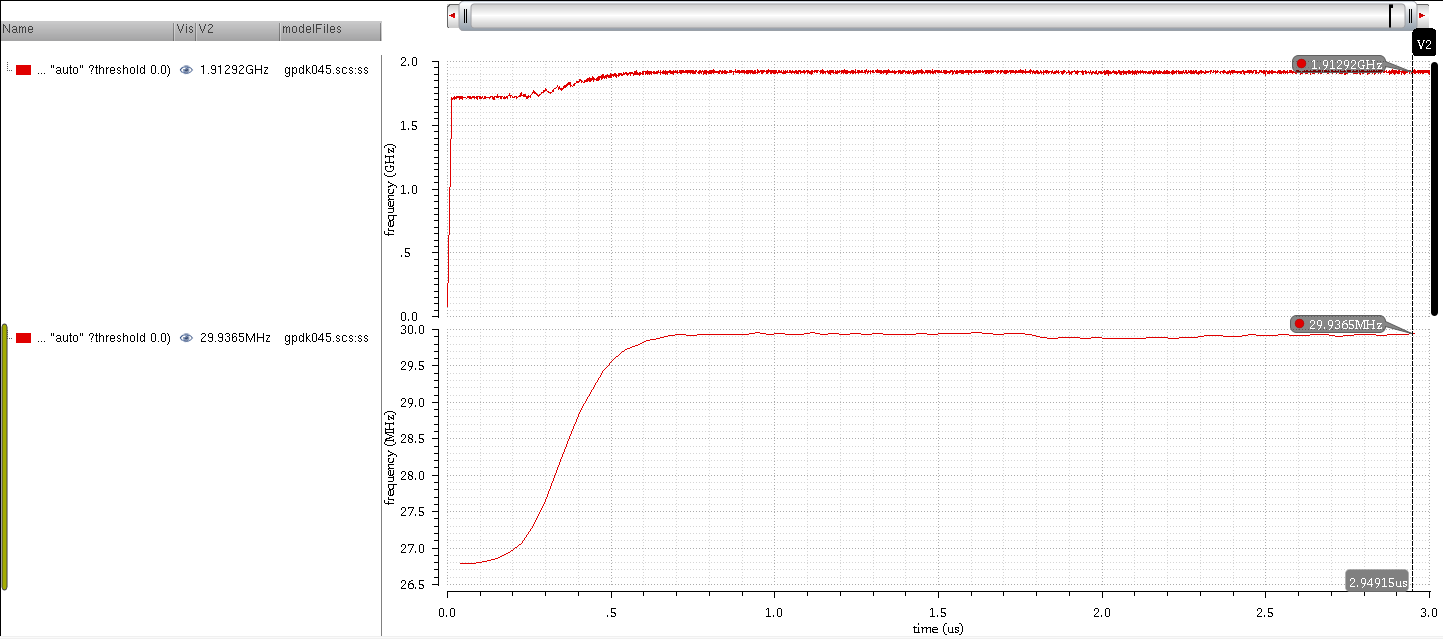 Name Vis V2 modelFiles
V2
... "auto" ?threshold 0.0) 1.91292GHz gpdk045.scs:ss
2.0
1.91292GHz
1.5
1.0
.5
0.0
frequency (GHz)
... "auto" ?threshold 0.0) 29.9365MHz gpdk045.scs:ss
30.0
29.9365MHz
29.5
29.0
28.5
28.0
27.5
27.0
26.5
frequency (MHz)
2.94915us
0.0 .5 1.0 1.5 2.0 2.5 3.0
time (us)